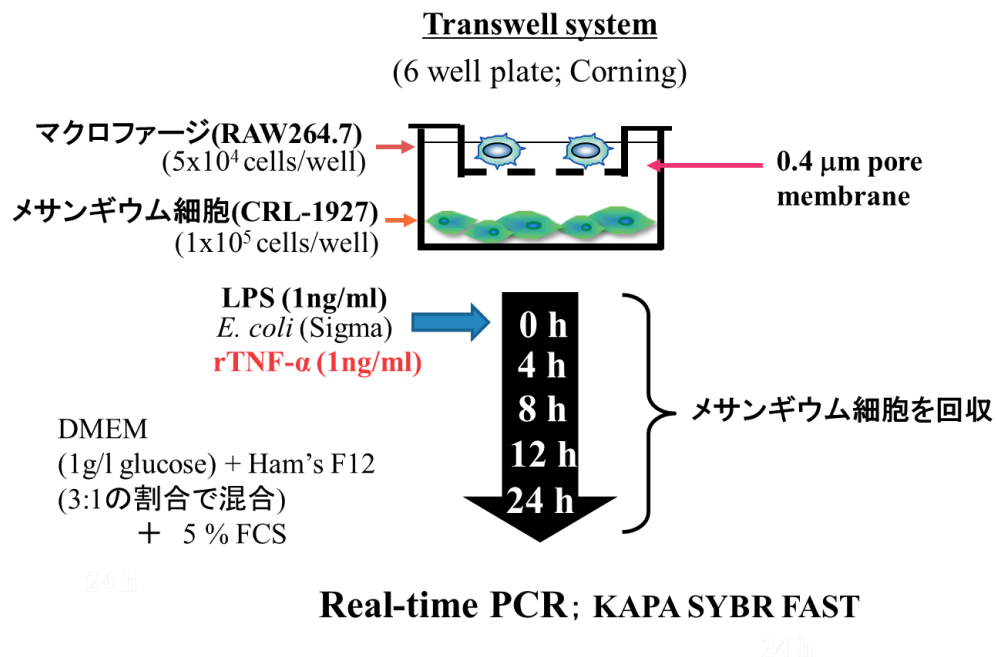 Transwell system
(6 well plate; Corning)
マクロファージ(RAW264.7)
(5x10⁴ cells/well)
メサンギウム細胞(CRL-1927)
(1x10⁵ cells/well)
0.4 μm pore
membrane
LPS (1ng/ml)
E. coli (Sigma)
rTNF-α (1ng/ml)
0 h
4 h
8 h
12 h
24 h
メサンギウム細胞を回収
DMEM
(1g/l glucose) + Ham's F12
(3:1の割合で混合)
＋ 5 % FCS
24 h
Real-time PCR; KAPA SYBR FAST
24 h